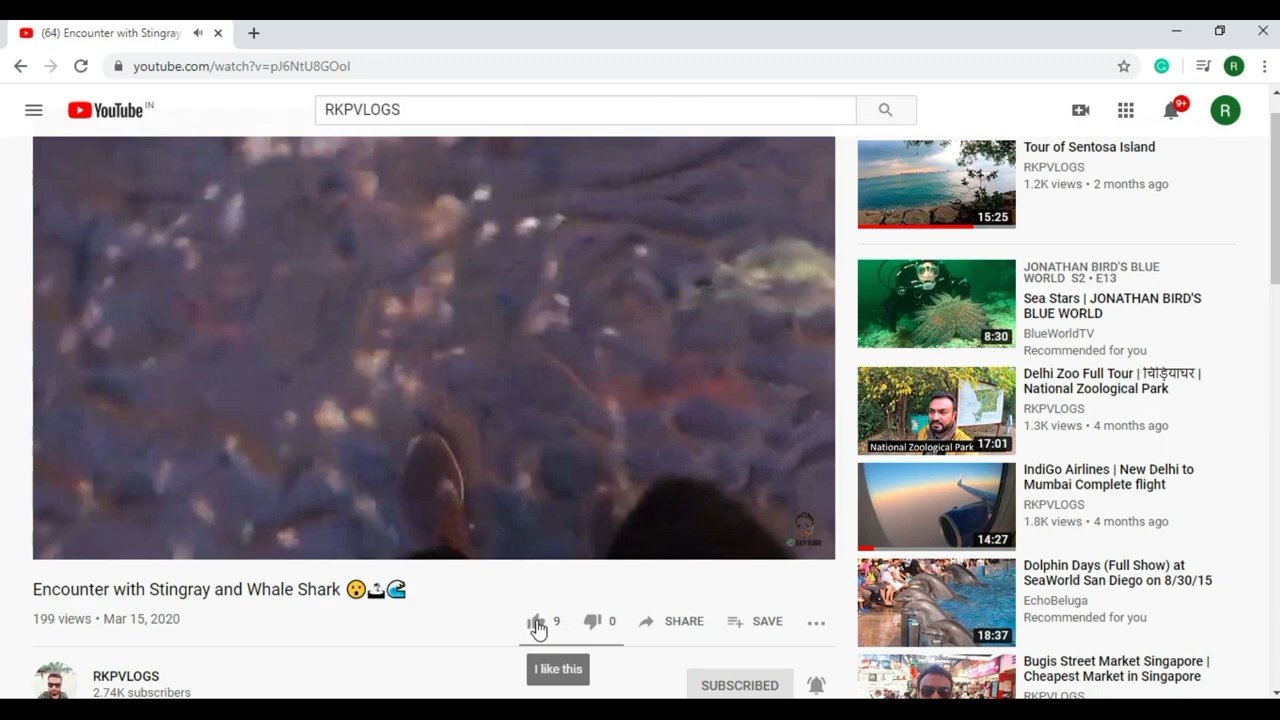 (64) Encounter with Stingray
youtube.com/watch?v=pJ6NtU8GOoI
R
YouTube IN
RKPVLOGS
9+
R
Tour of Sentosa Island
RKPVLOGS
1.2K views • 2 months ago
15:25
JONATHAN BIRD'S BLUE
WORLD S2 • E13
Sea Stars | JONATHAN BIRD'S
BLUE WORLD
BlueWorldTV
Recommended for you
8:30
Delhi Zoo Full Tour | चिड़ियाघर |
National Zoological Park
RKPVLOGS
1.3K views • 4 months ago
National Zoological Park 17:01
IndiGo Airlines | New Delhi to
Mumbai Complete flight
RKPVLOGS
1.8K views • 4 months ago
14:27
Dolphin Days (Full Show) at
SeaWorld San Diego on 8/30/15
EchoBeluga
Recommended for you
18:37
Bugis Street Market Singapore |
Cheapest Market in Singapore
RKPVLOGS
Encounter with Stingray and Whale Shark 😮🏝🌊
199 views • Mar 15, 2020
9 0 SHARE SAVE
I like this
RKPVLOGS
2.74K subscribers
SUBSCRIBED